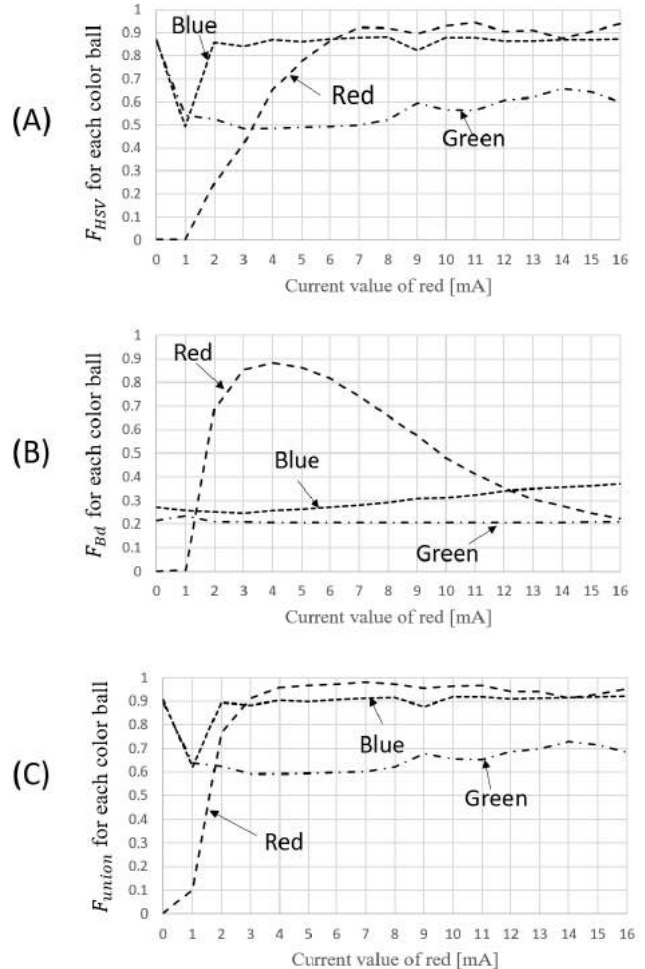 (A)
F_HSV for each color ball
1
0.9
0.8
0.7
0.6
0.5
0.4
0.3
0.2
0.1
0
Blue
Red
Green
0 1 2 3 4 5 6 7 8 9 10 11 12 13 14 15 16
Current value of red [mA]
(B)
F_Bd for each color ball
1
0.9
0.8
0.7
0.6
0.5
0.4
0.3
0.2
0.1
0
Red
Blue
Green
0 1 2 3 4 5 6 7 8 9 10 11 12 13 14 15 16
Current value of red [mA]
(C)
F_union for each color ball
1
0.9
0.8
0.7
0.6
0.5
0.4
0.3
0.2
0.1
0
Blue
Green
Red
0 1 2 3 4 5 6 7 8 9 10 11 12 13 14 15 16
Current value of red [mA]